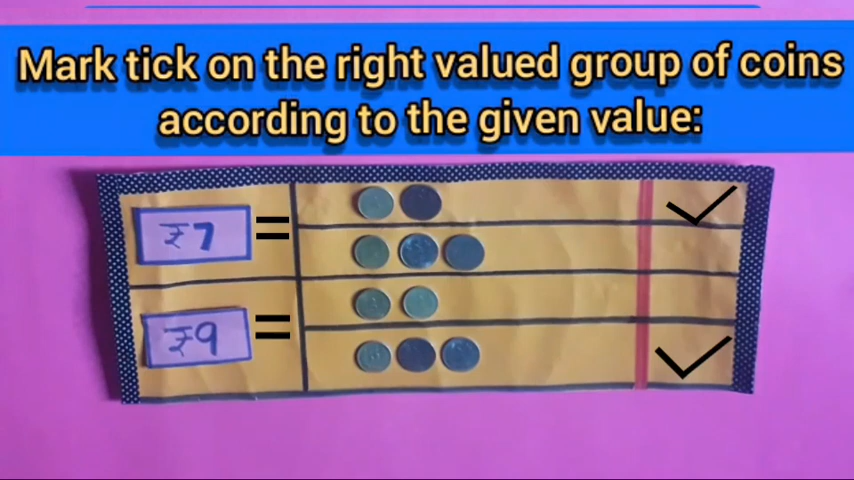 Mark tick on the right valued group of coins
according to the given value:
₹7 =
₹9 =